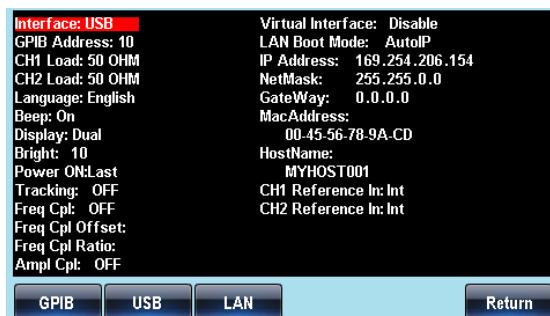 Interface: USB
GPIB Address: 10
CH1 Load: 50 OHM
CH2 Load: 50 OHM
Language: English
Beep: On
Display: Dual
Bright: 10
Power ON:Last
Tracking: OFF
Freq Cpl: OFF
Freq Cpl Offset:
Freq Cpl Ratio:
Ampl Cpl: OFF
Virtual Interface: Disable
LAN Boot Mode: AutoIP
IP Address: 169.254.206.154
NetMask: 255.255.0.0
GateWay: 0.0.0.0
MacAddress:
00-45-56-78-9A-CD
HostName:
MYHOST001
CH1 Reference In: Int
CH2 Reference In: Int
GPIB
USB
LAN
Return